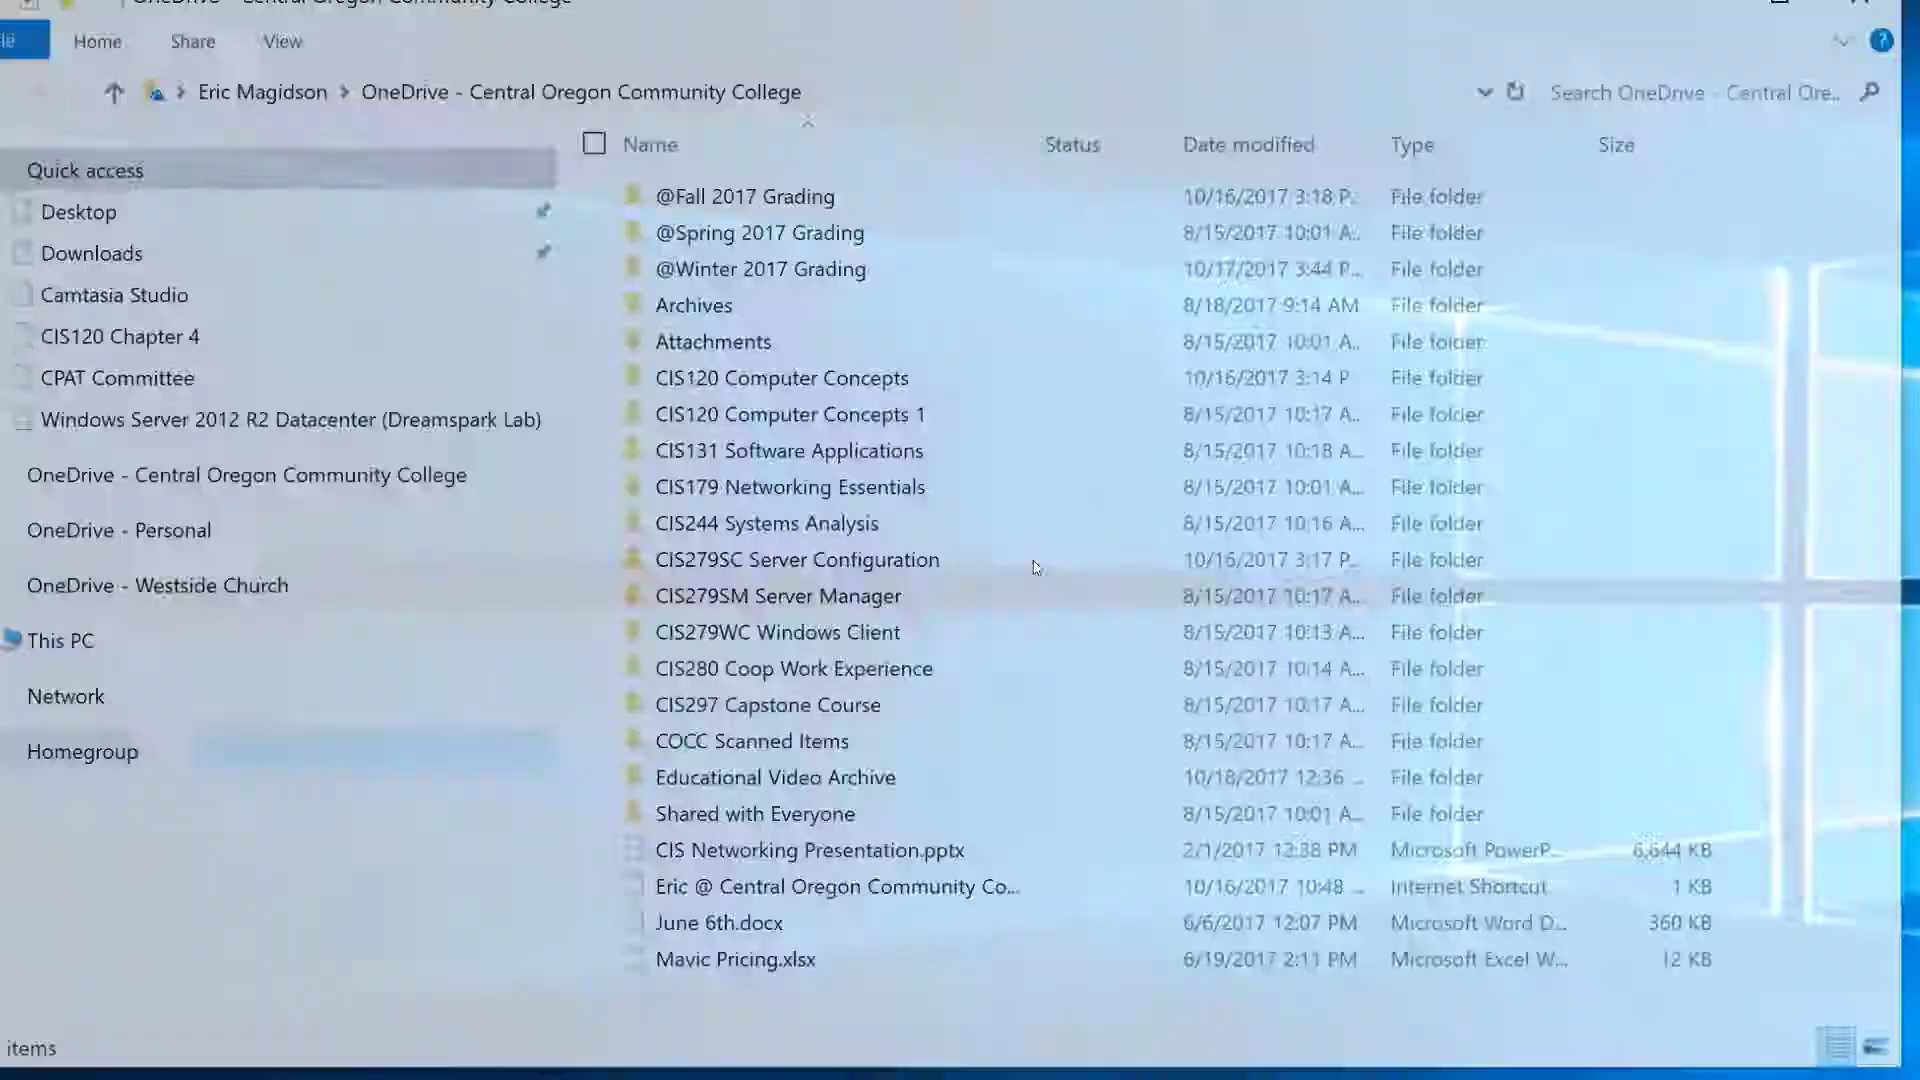 OneDrive - Central Oregon Community College
Home Share View
Eric Magidson > OneDrive - Central Oregon Community College
Search OneDrive - Central Ore...
Name Status Date modified Type Size
Quick access
Desktop
Downloads
Camtasia Studio
CIS120 Chapter 4
CPAT Committee
Windows Server 2012 R2 Datacenter (Dreamspark Lab)
OneDrive - Central Oregon Community College
OneDrive - Personal
OneDrive - Westside Church
This PC
Network
Homegroup
@Fall 2017 Grading 10/16/2017 3:18 P... File folder
@Spring 2017 Grading 8/15/2017 10:01 A... File folder
@Winter 2017 Grading 10/17/2017 3:44 P... File folder
Archives 8/18/2017 9:14 AM File folder
Attachments 8/15/2017 10:01 A... File folder
CIS120 Computer Concepts 10/16/2017 3:14 P... File folder
CIS120 Computer Concepts 1 8/15/2017 10:17 A... File folder
CIS131 Software Applications 8/15/2017 10:18 A... File folder
CIS179 Networking Essentials 8/15/2017 10:01 A... File folder
CIS244 Systems Analysis 8/15/2017 10:16 A... File folder
CIS279SC Server Configuration 10/16/2017 3:17 P... File folder
CIS279SM Server Manager 8/15/2017 10:17 A... File folder
CIS279WC Windows Client 8/15/2017 10:13 A... File folder
CIS280 Coop Work Experience 8/15/2017 10:14 A... File folder
CIS297 Capstone Course 8/15/2017 10:17 A... File folder
COCC Scanned Items 8/15/2017 10:17 A... File folder
Educational Video Archive 10/18/2017 12:36 ... File folder
Shared with Everyone 8/15/2017 10:01 A... File folder
CIS Networking Presentation.pptx 2/1/2017 12:38 PM Microsoft PowerP... 6,644 KB
Eric @ Central Oregon Community Co... 10/16/2017 10:48 ... Internet Shortcut 1 KB
June 6th.docx 6/6/2017 12:07 PM Microsoft Word D... 360 KB
Mavic Pricing.xlsx 6/19/2017 2:11 PM Microsoft Excel W... 12 KB
items